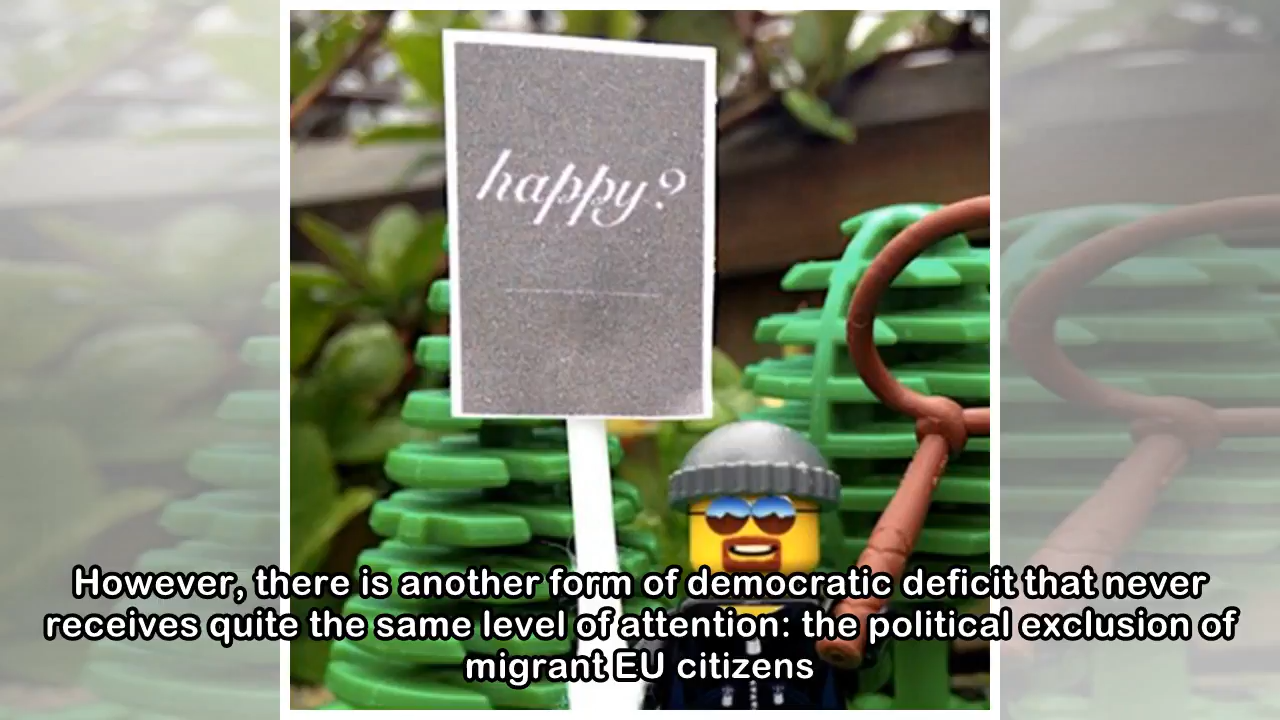 happy?
However, there is another form of democratic deficit that never
receives quite the same level of attention: the political exclusion of
migrant EU citizens